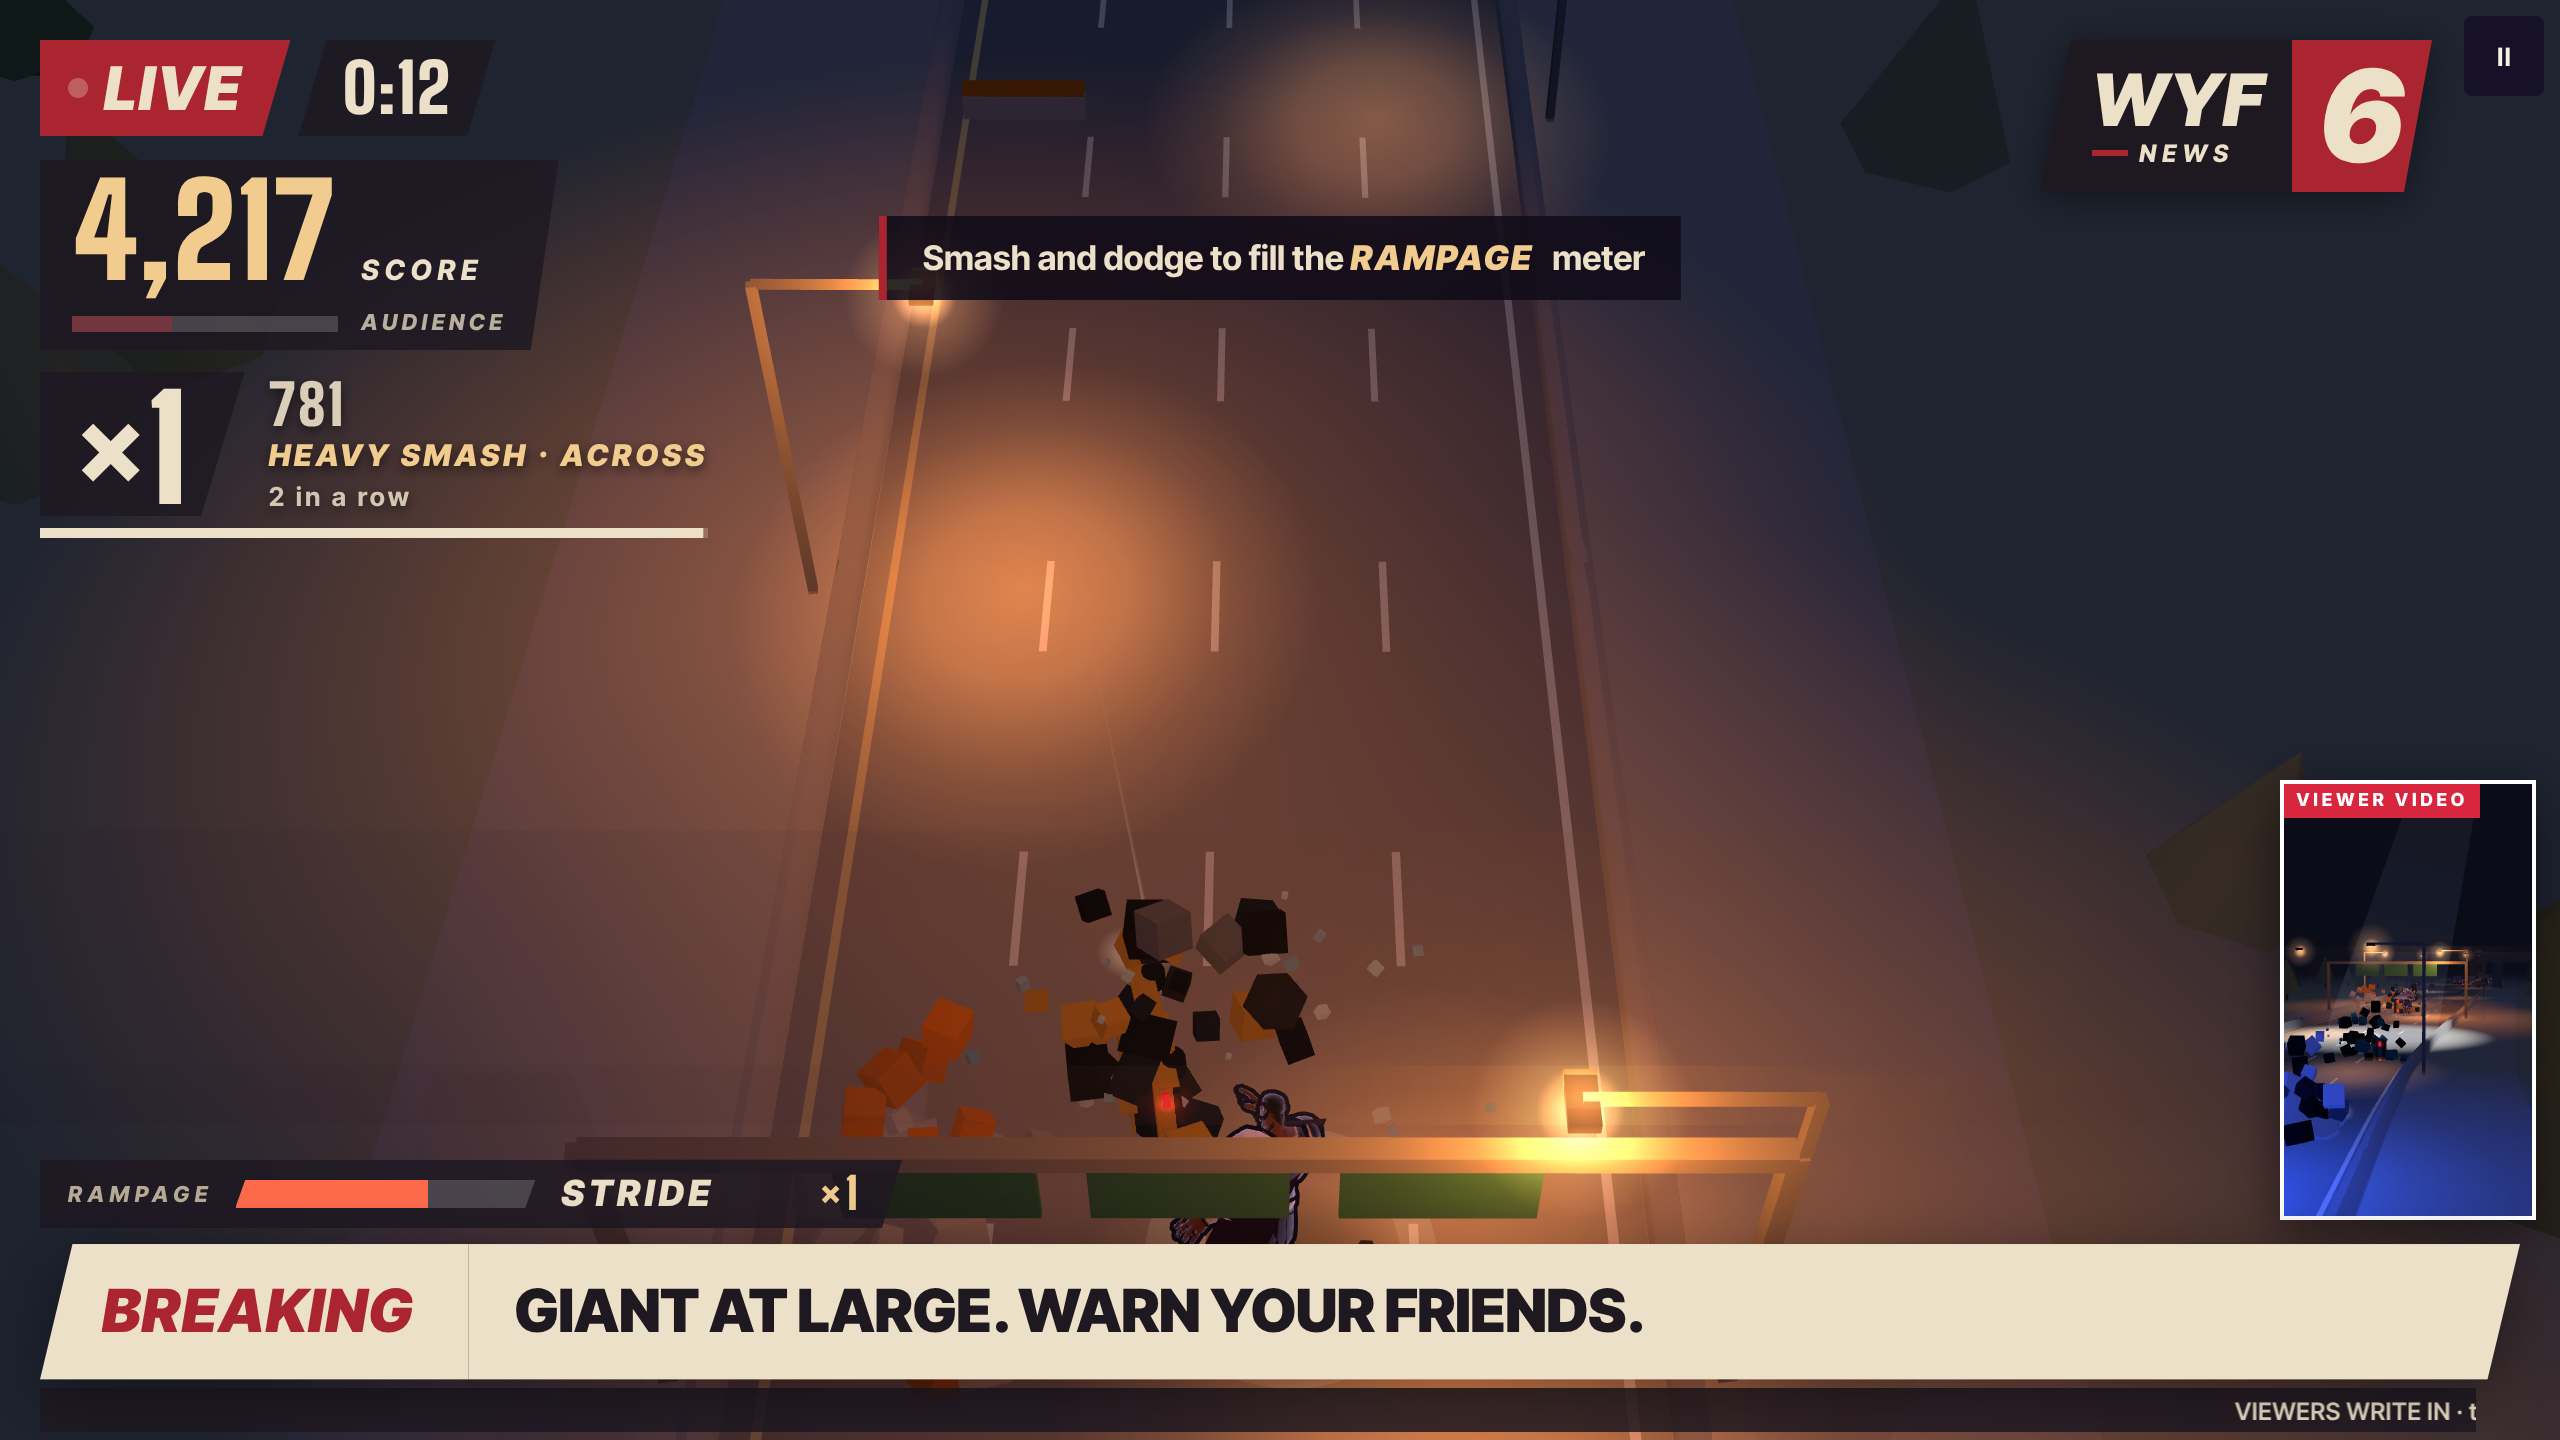 LIVE
0:12
WYF
NEWS
6
4,217 SCORE
AUDIENCE
Smash and dodge to fill the RAMPAGE meter
×1
781
HEAVY SMASH · ACROSS
2 in a row
VIEWER VIDEO
RAMPAGE STRIDE ×1
BREAKING GIANT AT LARGE. WARN YOUR FRIENDS.
VIEWERS WRITE IN · t